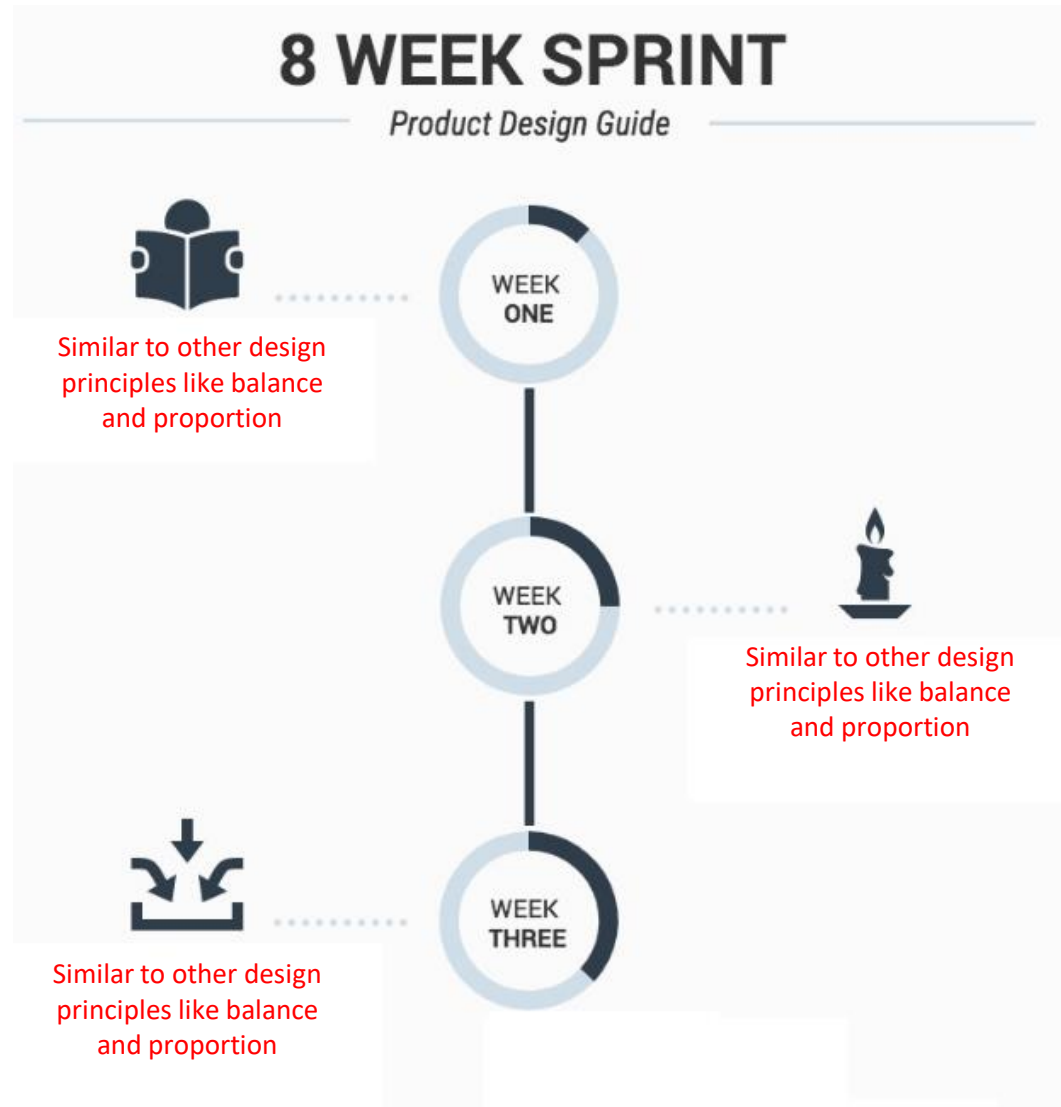 8 WEEK SPRINT
Product Design Guide
WEEK
ONE
Similar to other design
principles like balance
and proportion
WEEK
TWO
Similar to other design
principles like balance
and proportion
WEEK
THREE
Similar to other design
principles like balance
and proportion